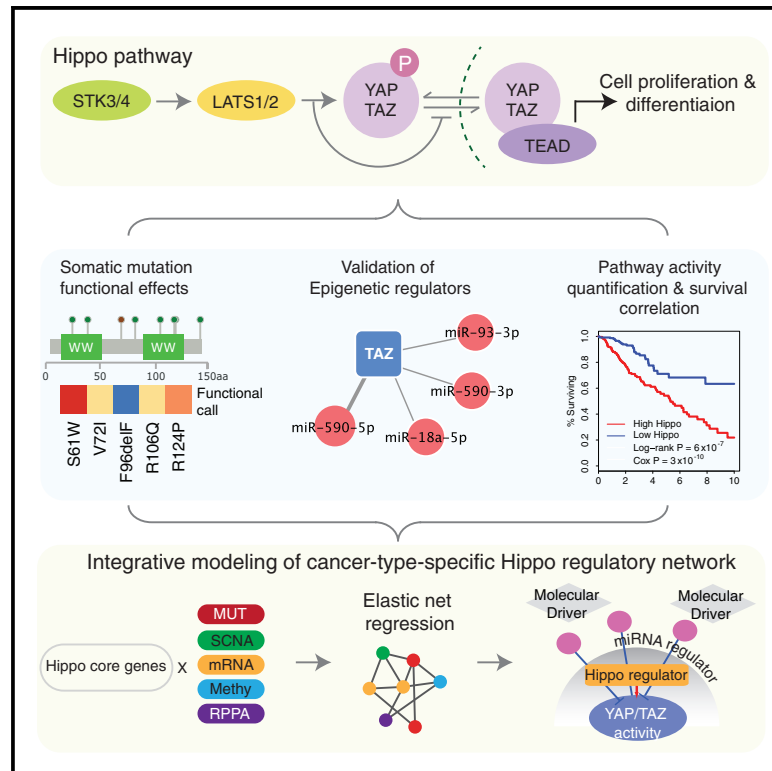 Hippo pathway
STK3/4
LATS1/2
P
YAP
TAZ
YAP
TAZ
TEAD
Cell proliferation &
differentiaion
Somatic mutation
functional effects
WW
WW
0
50
100
150aa
Functional
call
S61W
V72I
F96delF
R106Q
R124P
Validation of
Epigenetic regulators
TAZ
miR-93-3p
miR-590-3p
miR-18a-5p
miR-590-5p
Pathway activity
quantification & survival
correlation
% Surviving
1.0
0.8
0.6
0.4
0.2
0.0
High Hippo
Low Hippo
Log-rank P = 6x10-7
Cox P = 3x10-10
0 2 4 6 8 10
Integrative modeling of cancer-type-specific Hippo regulatory network
Hippo core genes
x
MUT
SCNA
mRNA
Methy
RPPA
Elastic net
regression
Molecular
Driver
Molecular
Driver
miRNA regulator
Hippo regulator
YAP/TAZ
activity